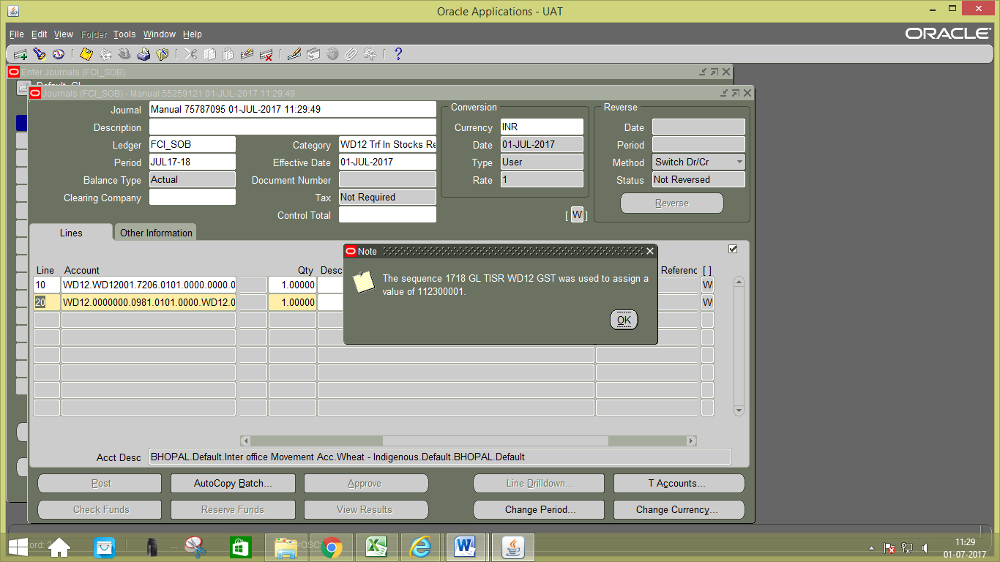 Oracle Applications - UAT
File Edit View Folder Tools Window Help
ORACLE
Enter Journals (FCI_SOB)
Journals (FCI_SOB) - Manual 55259121 01-JUL-2017 11:29:49
Journal Manual 75787095 01-JUL-2017 11:29:49
Description
Ledger FCI_SOB Category WD12 Trf In Stocks Re
Period JUL17-18 Effective Date 01-JUL-2017
Balance Type Actual Document Number
Clearing Company Tax Not Required
Control Total
Conversion
Currency INR
Date 01-JUL-2017
Type User
Rate 1
[ W ]
Reverse
Date
Period
Method Switch Dr/Cr
Status Not Reversed
Reverse
Lines Other Information
Line Account Qty Desc Referenc [ ]
10 WD12.WD12001.7206.0101.0000.0000.0 1.00000 W
20 WD12.0000000.0981.0101.0000.WD12.0 1.00000 W
Note
The sequence 1718 GL TISR WD12 GST was used to assign a
value of 112300001.
OK
Acct Desc BHOPAL.Default.Inter office Movement Acc.Wheat - Indigenous.Default.BHOPAL.Default
Post AutoCopy Batch... Approve Line Drilldown... T Accounts...
Check Funds Reserve Funds View Results Change Period... Change Currency...
11:29
01-07-2017